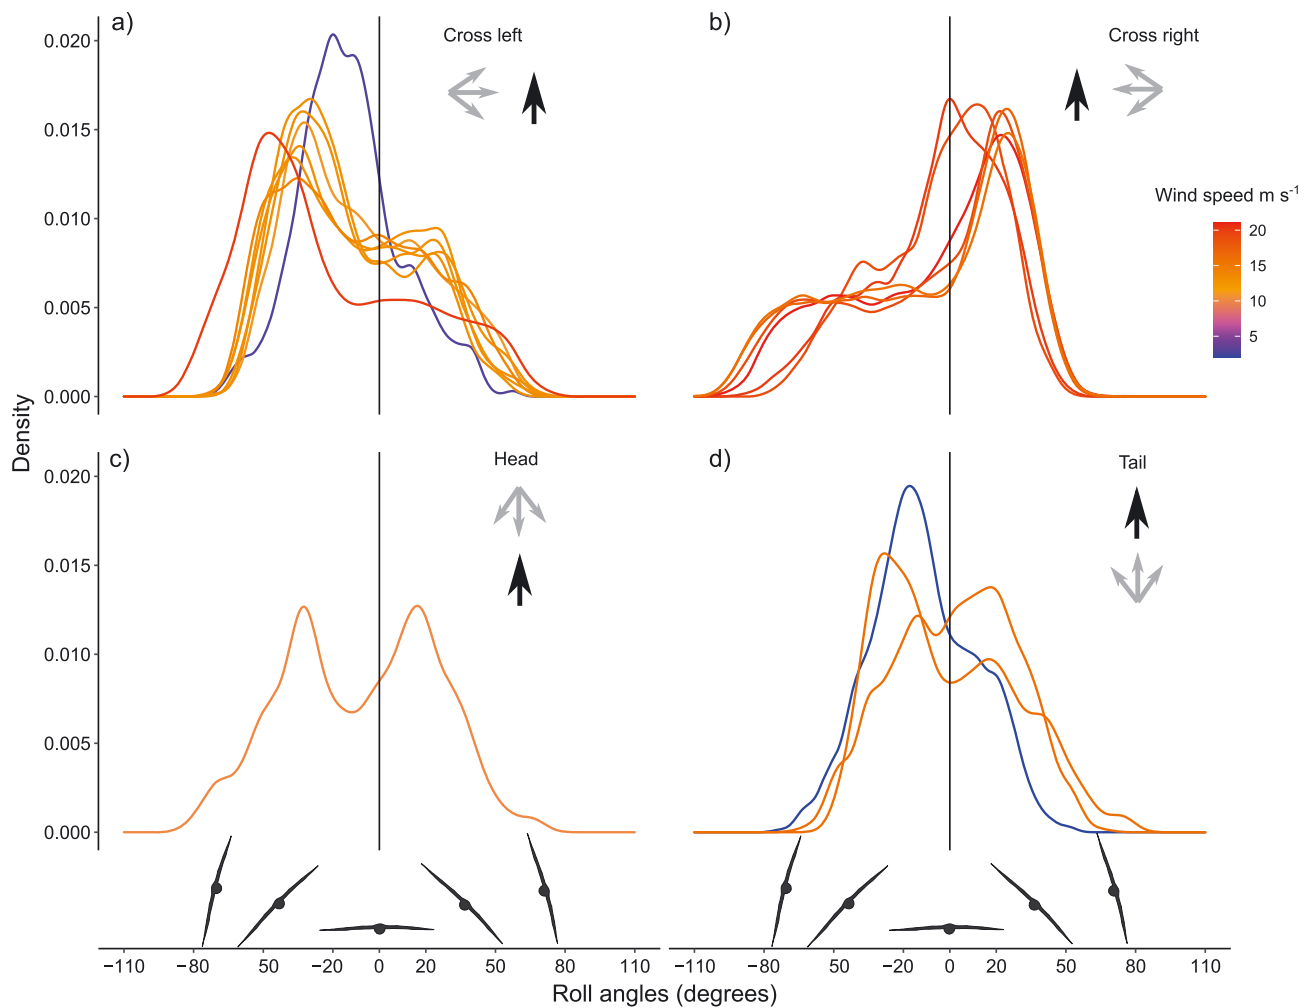 a) Cross left
b) Cross right
0.020
0.015
0.010
0.005
0.000
Wind speed m s-1
20
15
10
5
Density
c) Head
d) Tail
0.020
0.015
0.010
0.005
0.000
−110 −80 50 −20 0 20 50 80 110
−110 −80 50 −20 0 20 50 80 110
Roll angles (degrees)